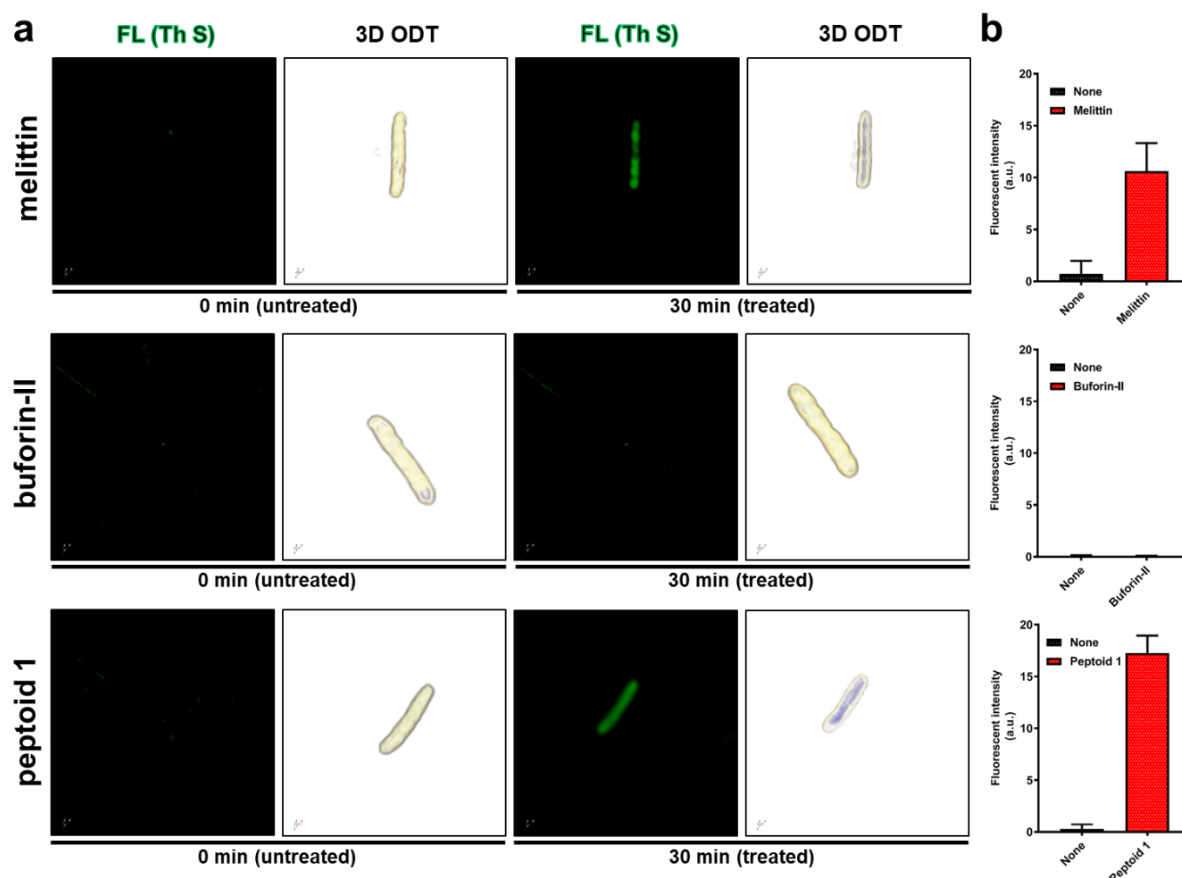 a
FL (Th S)
3D ODT
FL (Th S)
3D ODT
melittin
0 min (untreated)
30 min (treated)
buforin-II
0 min (untreated)
30 min (treated)
peptoid 1
0 min (untreated)
30 min (treated)
b
20
15
10
5
0
Fluorescent intensity
(a.u.)
None
Melittin
None
Melittin
20
15
10
5
0
Fluorescent intensity
(a.u.)
None
Buforin-II
None
Buforin-II
20
15
10
5
0
Fluorescent intensity
(a.u.)
None
Peptoid 1
None
Peptoid 1